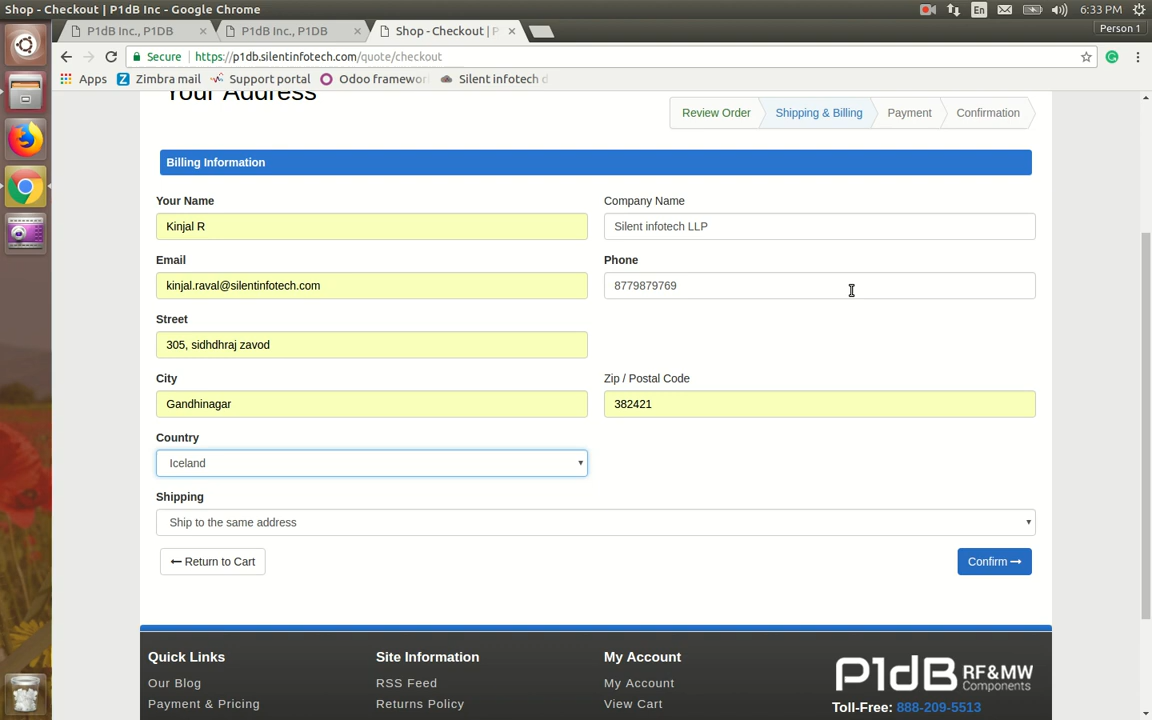 Shop - Checkout | P1dB Inc - Google Chrome
En
6:33 PM
P1dB Inc., P1DB
P1dB Inc., P1DB
Shop - Checkout | P
Person 1
Secure
https://p1db.silentinfotech.com/quote/checkout
Apps
Zimbra mail
Support portal
Odoo framewor
Silent infotech d
Your Address
Review Order
Shipping & Billing
Payment
Confirmation
Billing Information
Your Name
Company Name
Kinjal R
Silent infotech LLP
Email
Phone
kinjal.raval@silentinfotech.com
8779879769
Street
305, sidhdhraj zavod
City
Zip / Postal Code
Gandhinagar
382421
Country
Iceland
Shipping
Ship to the same address
← Return to Cart
Confirm →
Quick Links
Site Information
My Account
P1dB RF&MW Components
Our Blog
RSS Feed
My Account
Payment & Pricing
Returns Policy
View Cart
Toll-Free: 888-209-5513